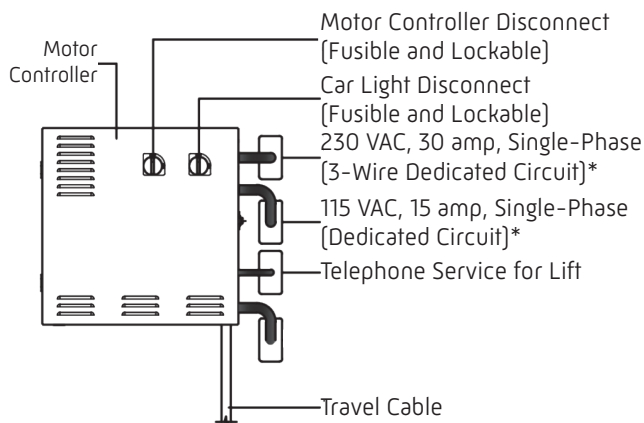 Motor
Controller
Motor Controller Disconnect
(Fusible and Lockable)
Car Light Disconnect
(Fusible and Lockable)
230 VAC, 30 amp, Single-Phase
(3-Wire Dedicated Circuit)*
115 VAC, 15 amp, Single-Phase
(Dedicated Circuit)*
Telephone Service for Lift
Travel Cable